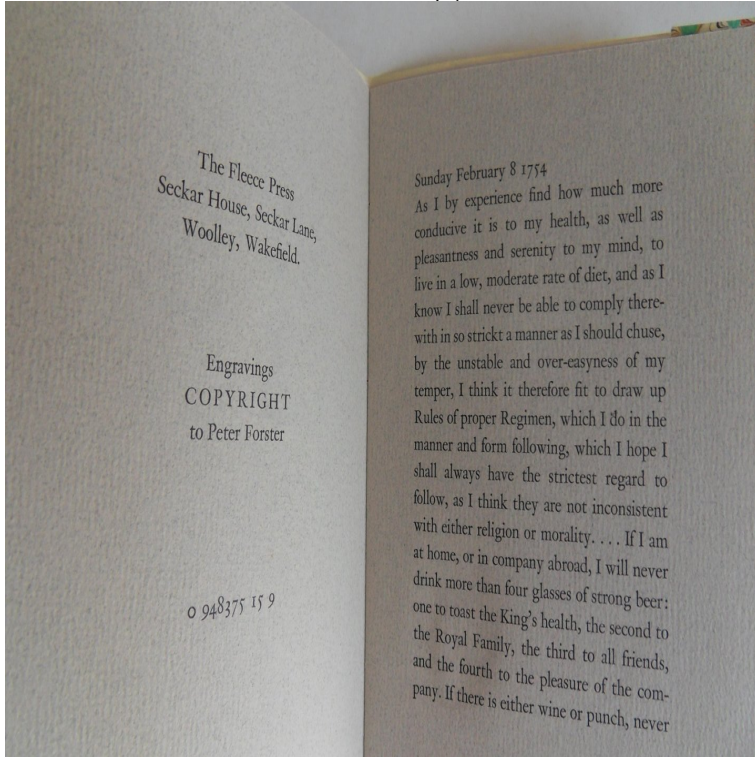 The Fleece Press
Seckar House, Seckar Lane,
Woolley, Wakefield.
Engravings
COPYRIGHT
to Peter Forster
0 948375 15 9
Sunday February 8 1754
As I by experience find how much more
conducive it is to my health, as well as
pleasantness and serenity to my mind, to
live in a low, moderate rate of diet, and as I
know I shall never be able to comply there-
with in so strickt a manner as I should chuse,
by the unstable and over-easyness of my
temper, I think it therefore fit to draw up
Rules of proper Regimen, which I do in the
manner and form following, which I hope I
shall always have the strictest regard to
follow, as I think they are not inconsistent
with either religion or morality. . . . If I am
at home, or in company abroad, I will never
drink more than four glasses of strong beer:
one to toast the King's health, the second to
the Royal Family, the third to all friends,
and the fourth to the pleasure of the com-
pany. If there is either wine or punch, never